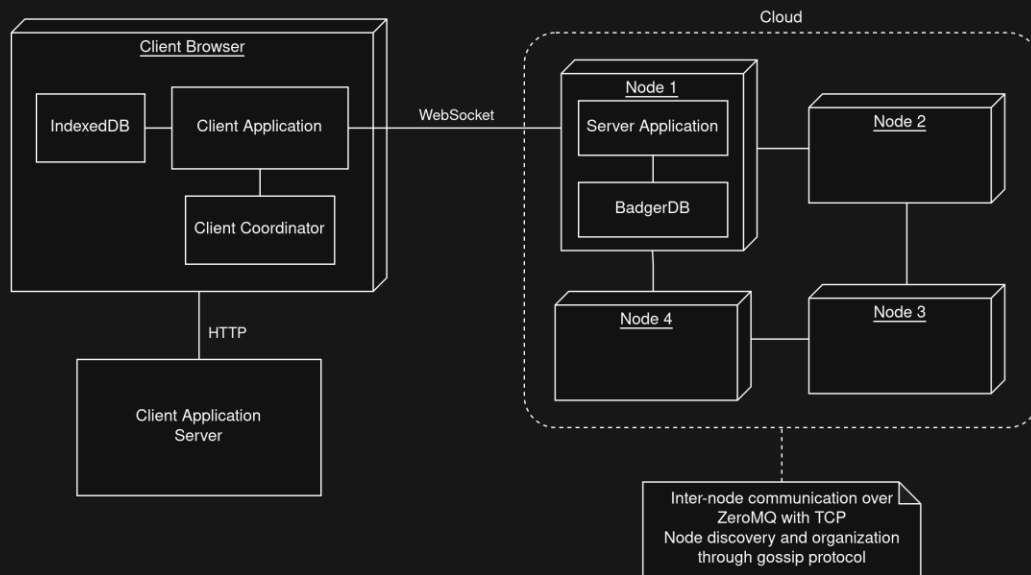 Cloud
Client Browser
IndexedDB
Client Application
Client Coordinator
WebSocket
Node 1
Server Application
BadgerDB
Node 2
Node 4
Node 3
HTTP
Client Application
Server
Inter-node communication over
ZeroMQ with TCP
Node discovery and organization
through gossip protocol